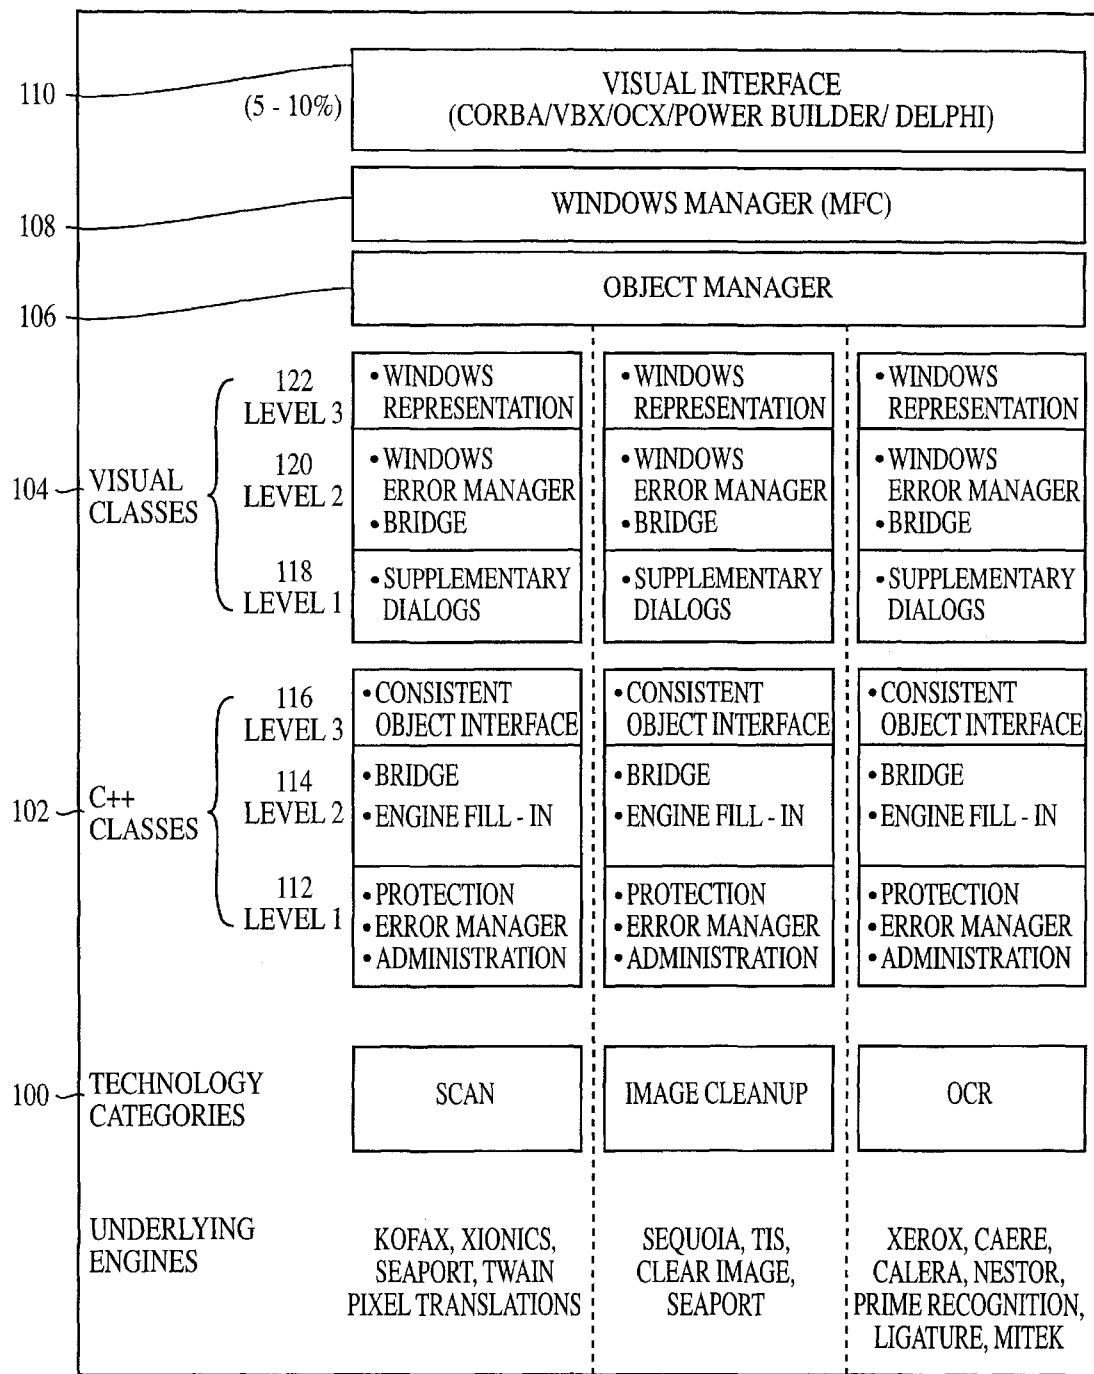 110
(5 - 10%)
VISUAL INTERFACE
(CORBA/VBX/OCX/POWER BUILDER/ DELPHI)
108
WINDOWS MANAGER (MFC)
106
OBJECT MANAGER
104
VISUAL
CLASSES
122
LEVEL 3
• WINDOWS
REPRESENTATION
• WINDOWS
REPRESENTATION
• WINDOWS
REPRESENTATION
120
LEVEL 2
• WINDOWS
ERROR MANAGER
• BRIDGE
• WINDOWS
ERROR MANAGER
• BRIDGE
• WINDOWS
ERROR MANAGER
• BRIDGE
118
LEVEL 1
• SUPPLEMENTARY
DIALOGS
• SUPPLEMENTARY
DIALOGS
• SUPPLEMENTARY
DIALOGS
102
C++
CLASSES
116
LEVEL 3
• CONSISTENT
OBJECT INTERFACE
• CONSISTENT
OBJECT INTERFACE
• CONSISTENT
OBJECT INTERFACE
114
LEVEL 2
• BRIDGE
• ENGINE FILL - IN
• BRIDGE
• ENGINE FILL - IN
• BRIDGE
• ENGINE FILL - IN
112
LEVEL 1
• PROTECTION
• ERROR MANAGER
• ADMINISTRATION
• PROTECTION
• ERROR MANAGER
• ADMINISTRATION
• PROTECTION
• ERROR MANAGER
• ADMINISTRATION
100
TECHNOLOGY
CATEGORIES
SCAN
IMAGE CLEANUP
OCR
UNDERLYING
ENGINES
KOFAX, XIONICS,
SEAPORT, TWAIN
PIXEL TRANSLATIONS
SEQUOIA, TIS,
CLEAR IMAGE,
SEAPORT
XEROX, CAERE,
CALERA, NESTOR,
PRIME RECOGNITION,
LIGATURE, MITEK